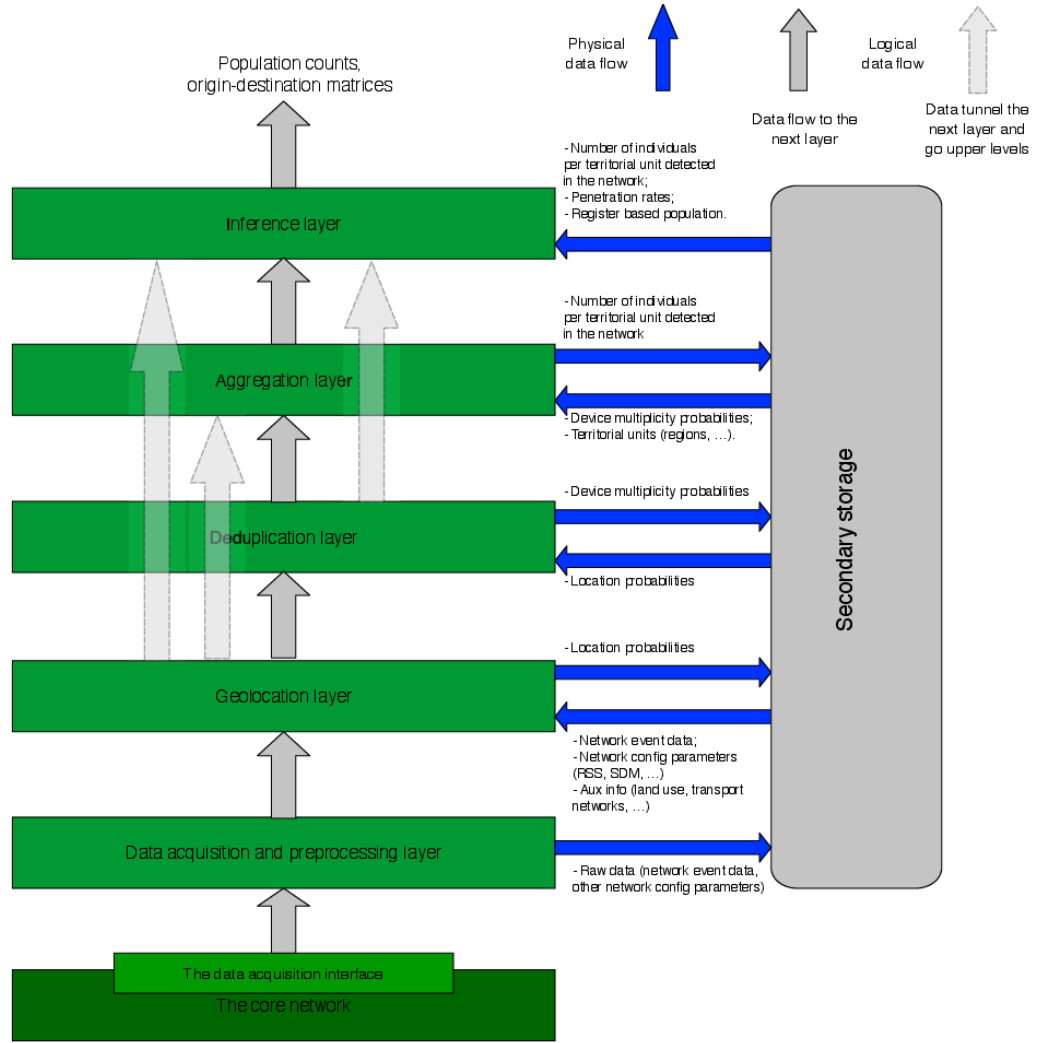 Physical
data flow
Logical
data flow
Population counts,
origin-destination matrices
Data flow to the
next layer
Data tunnel the
next layer and
go upper levels
- Number of individuals
per territorial unit detected
in the network;
- Penetration rates;
- Register based population.
Inference layer
- Number of individuals
per territorial unit detected
in the network
Aggregation layer
- Device multiplicity probabilities;
- Territorial units (regions, ...).
- Device multiplicity probabilities
Deduplication layer
- Location probabilities
Secondary storage
- Location probabilities
Geolocation layer
- Network event data;
- Network config parameters
(RSS, SDM, ...)
- Aux info (land use, transport
networks, ...)
Data acquisition and preprocessing layer
- Raw data (network event data,
other network config parameters)
The data acquisition interface
The core network